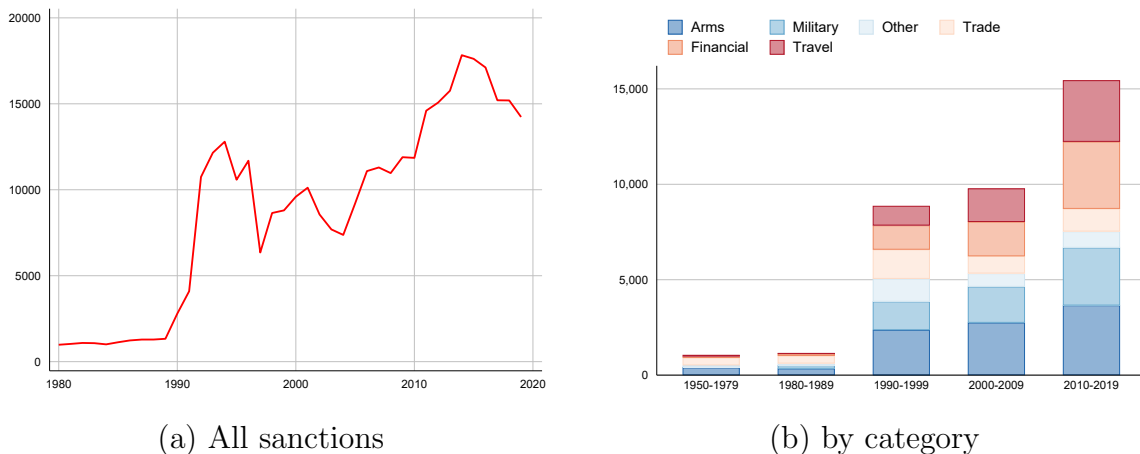 20000
15000
10000
5000
0
1980 1990 2000 2010 2020
(a) All sanctions
Arms Military Other Trade
Financial Travel
15,000
10,000
5,000
0
1950-1979 1980-1989 1990-1999 2000-2009 2010-2019
(b) by category